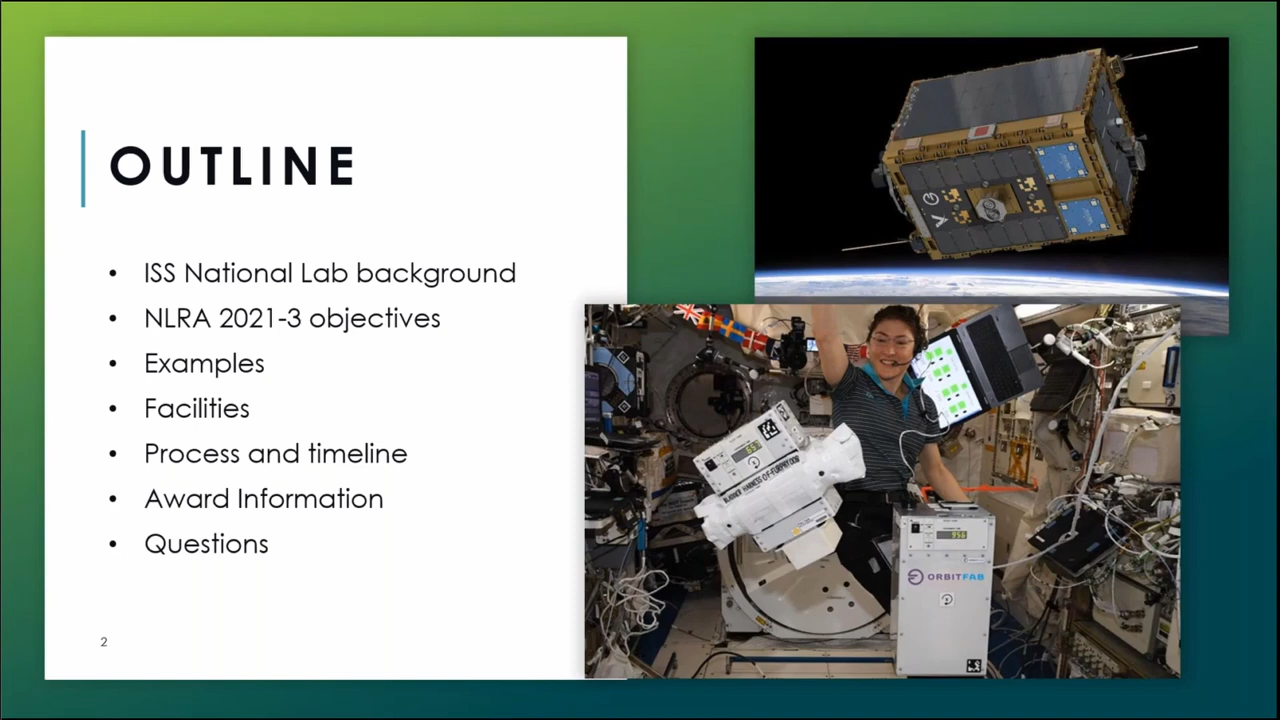 OUTLINE
• ISS National Lab background
• NLRA 2021-3 objectives
• Examples
• Facilities
• Process and timeline
• Award Information
• Questions
2
ORBITFAB
956